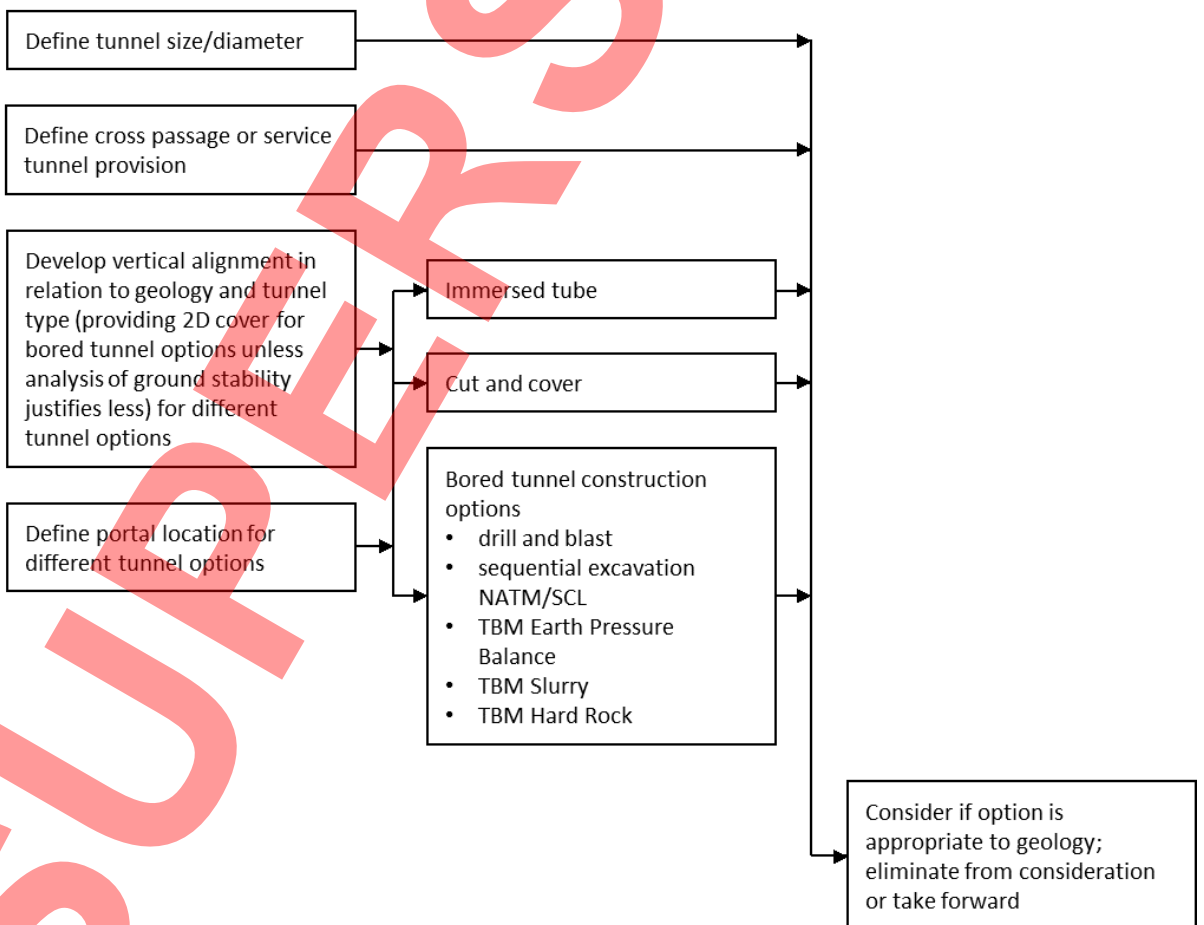 Define tunnel size/diameter
Define cross passage or service
tunnel provision
Develop vertical alignment in
relation to geology and tunnel
type (providing 2D cover for
bored tunnel options unless
analysis of ground stability
justifies less) for different
tunnel options
Define portal location for
different tunnel options
Immersed tube
Cut and cover
Bored tunnel construction
options
• drill and blast
• sequential excavation
NATM/SCL
• TBM Earth Pressure
Balance
• TBM Slurry
• TBM Hard Rock
Consider if option is
appropriate to geology;
eliminate from consideration
or take forward
SUPERS